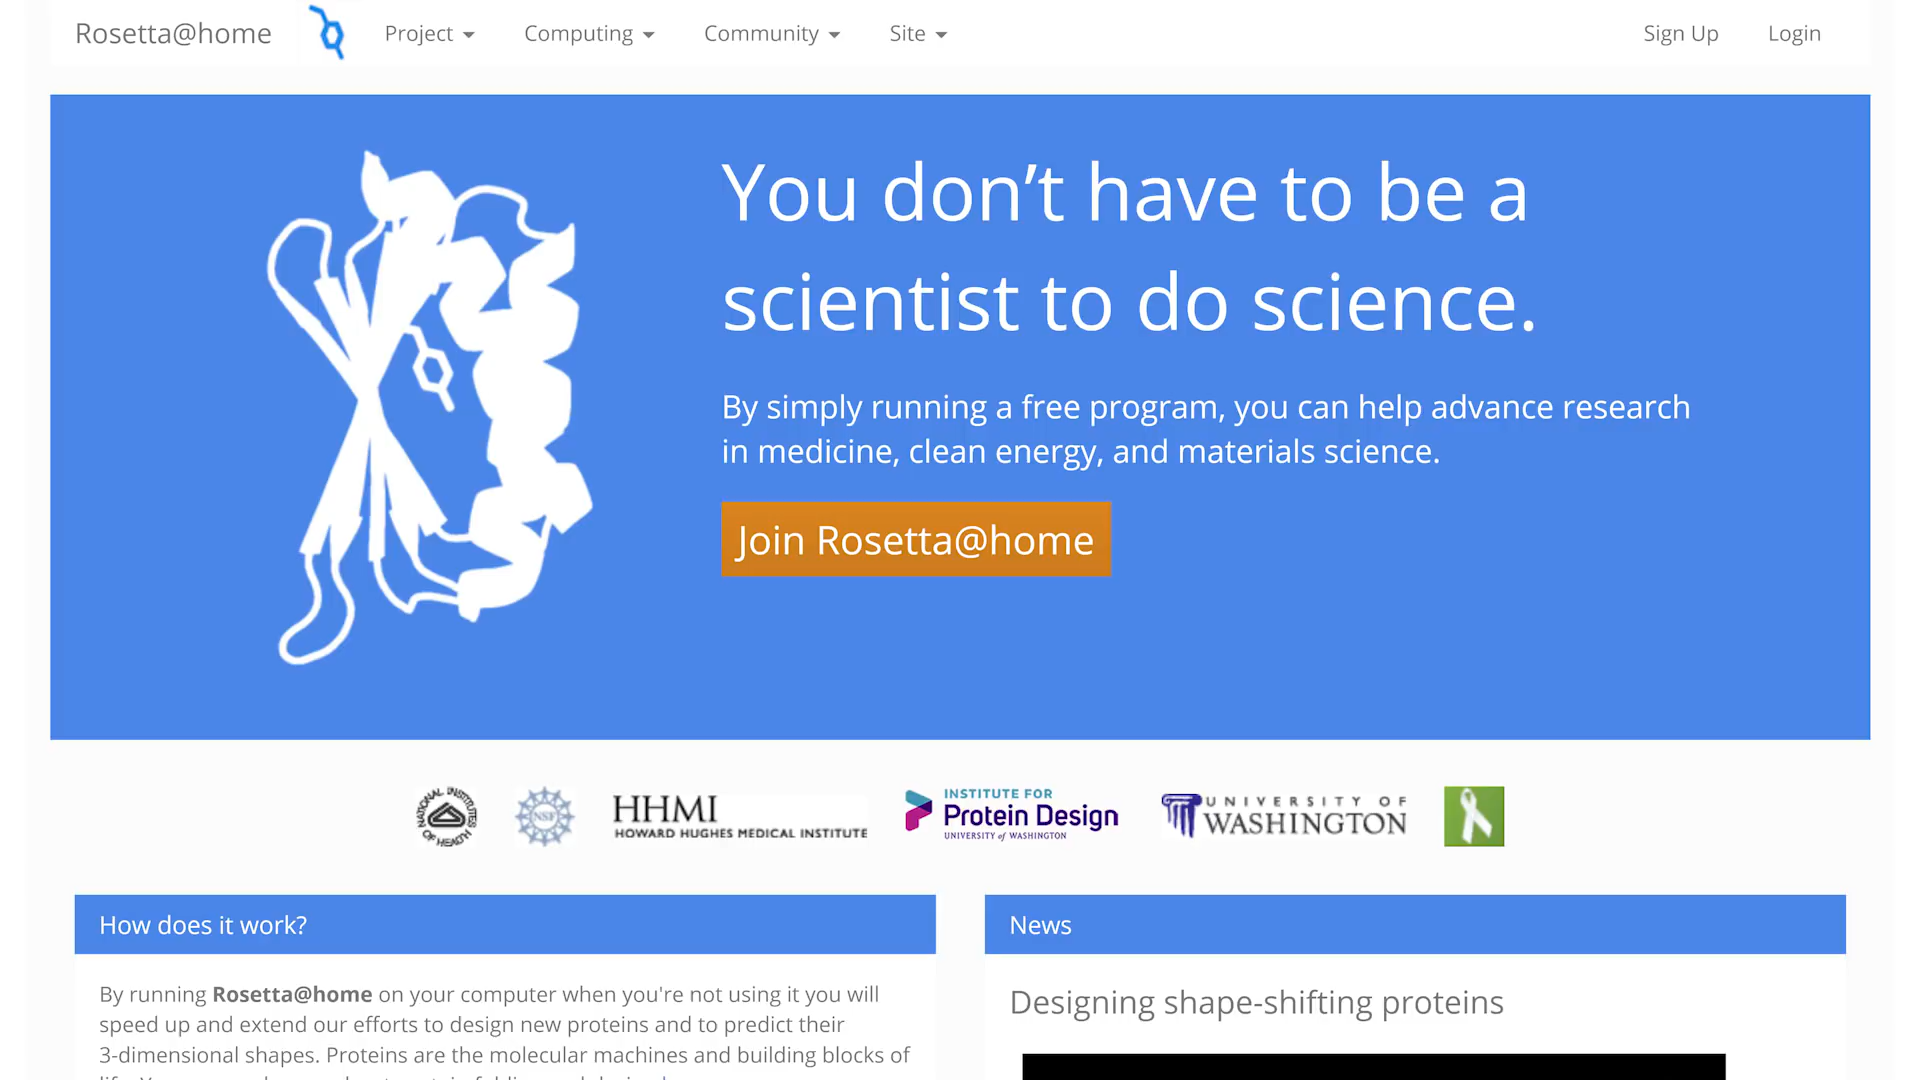 Rosetta@home
Project
Computing
Community
Site
Sign Up
Login
You don’t have to be a
scientist to do science.
By simply running a free program, you can help advance research
in medicine, clean energy, and materials science.
Join Rosetta@home
NATIONAL INSTITUTES OF HEALTH
NSF
HHMI
HOWARD HUGHES MEDICAL INSTITUTE
INSTITUTE FOR
Protein Design
UNIVERSITY of WASHINGTON
UNIVERSITY OF
WASHINGTON
How does it work?
By running Rosetta@home on your computer when you're not using it you will
speed up and extend our efforts to design new proteins and to predict their
3-dimensional shapes. Proteins are the molecular machines and building blocks of
News
Designing shape-shifting proteins